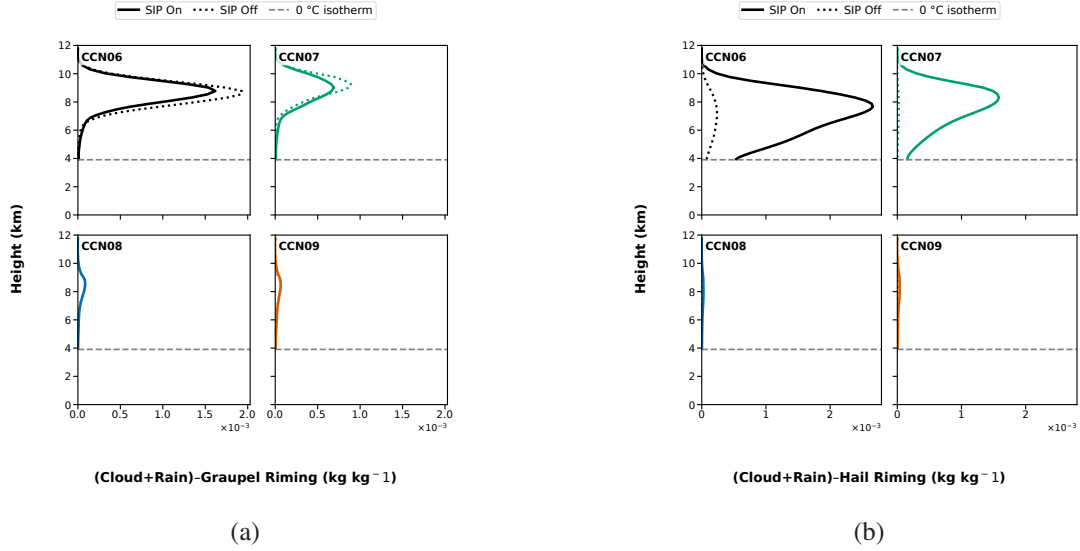 SIP On SIP Off 0 °C isotherm
CCN06 CCN07
12
10
8
6
4
2
0
CCN08 CCN09
12
10
8
6
4
2
0
0.0 0.5 1.0 1.5 2.0 0.0 0.5 1.0 1.5 2.0
×10⁻³ ×10⁻³
Height (km)
(Cloud+Rain)–Graupel Riming (kg kg⁻¹)
(a)
SIP On SIP Off 0 °C isotherm
CCN06 CCN07
12
10
8
6
4
2
0
CCN08 CCN09
12
10
8
6
4
2
0
0 1 2 0 1 2
×10⁻³ ×10⁻³
Height (km)
(Cloud+Rain)–Hail Riming (kg kg⁻¹)
(b)